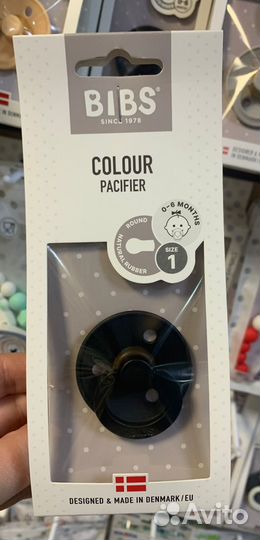 BIBS
SINCE 1978
COLOUR
PACIFIER
0-6 MONTHS
ROUND
NATURAL RUBBER
SIZE
1
DESIGNED & MADE IN DENMARK/EU
Avito